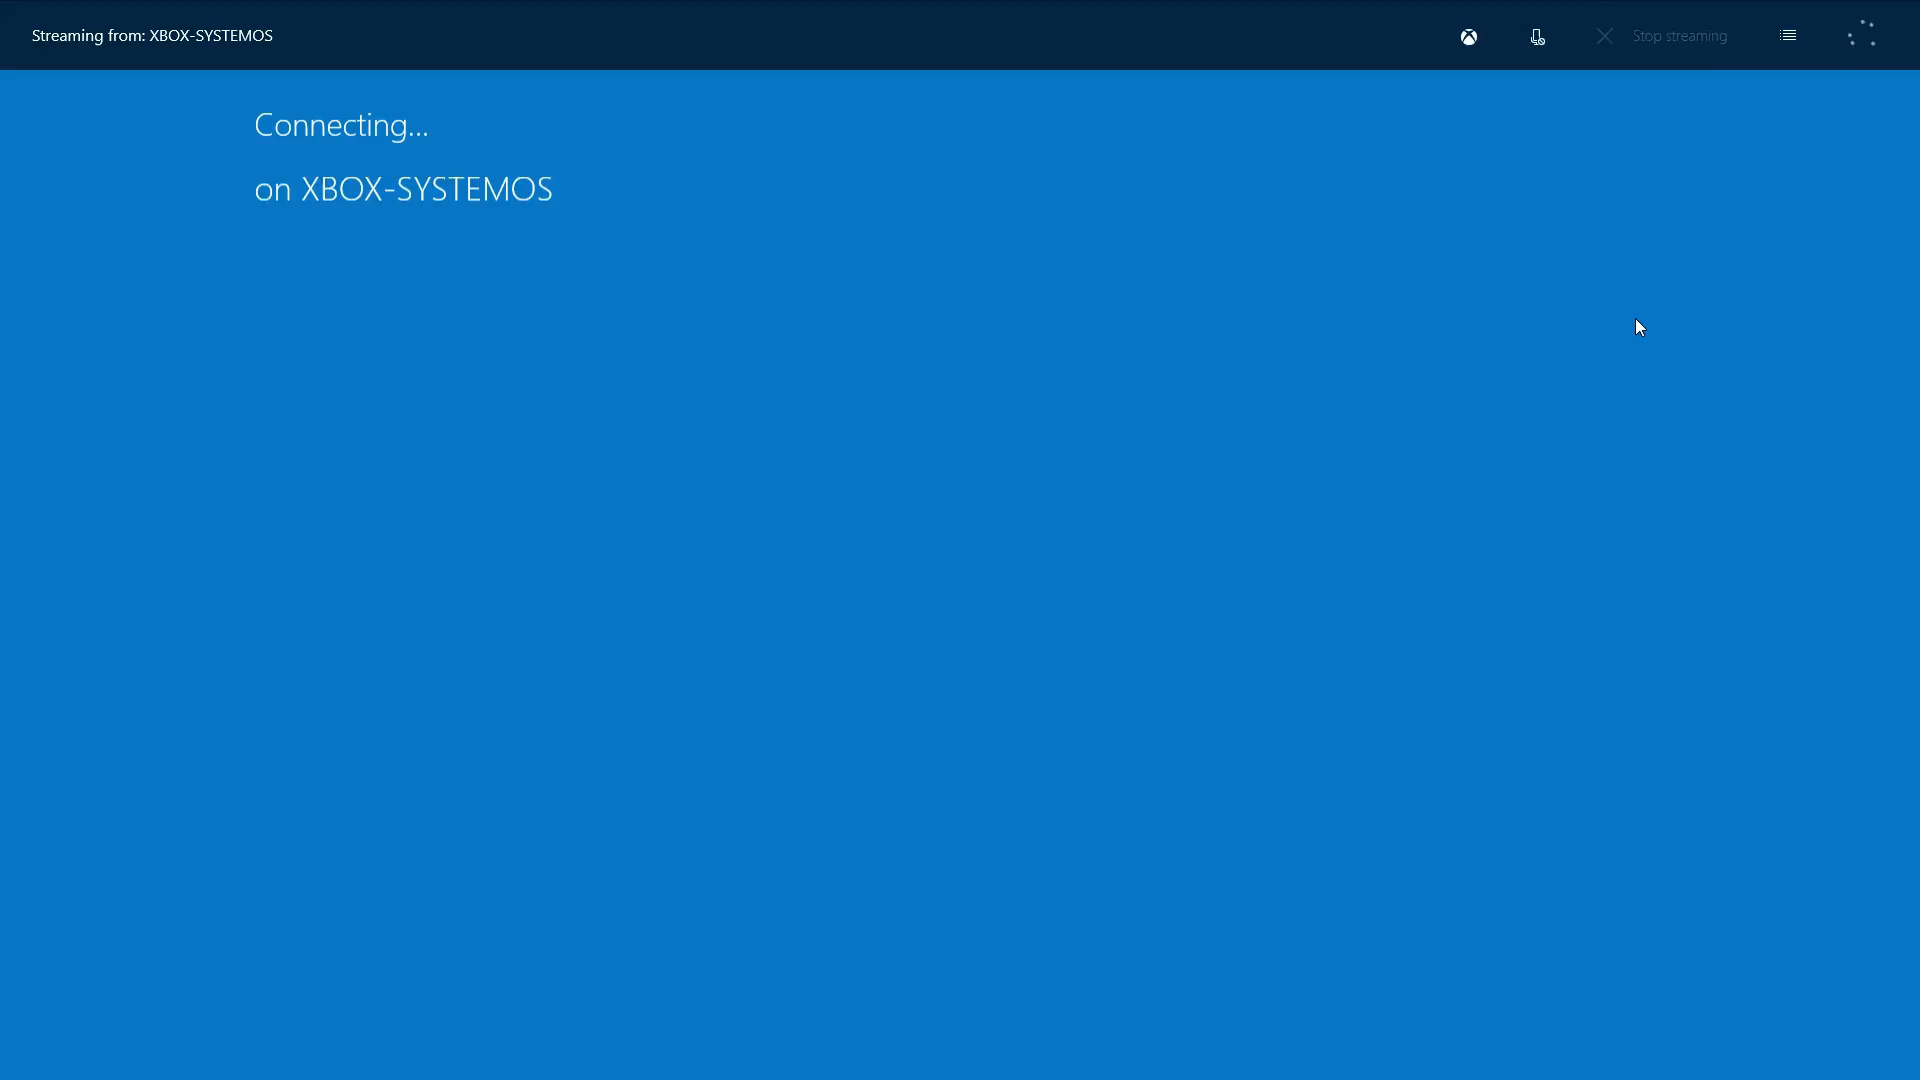 Streaming from: XBOX-SYSTEMOS
Stop streaming
Connecting...
on XBOX-SYSTEMOS